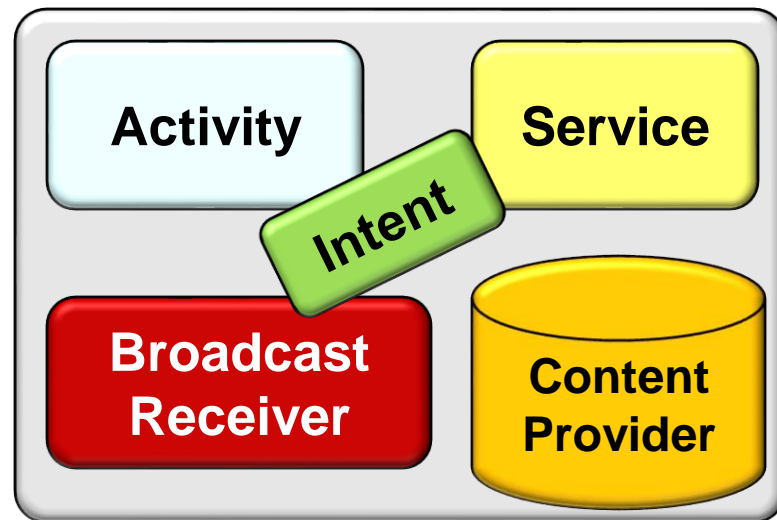 Activity
Service
Intent
Broadcast
Receiver
Content
Provider